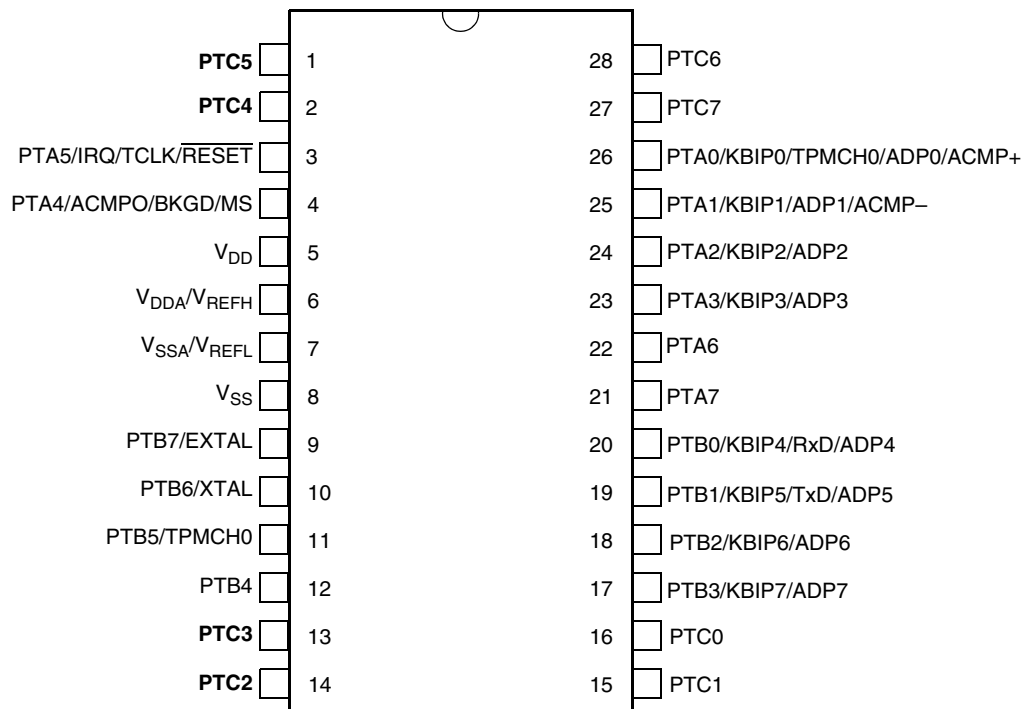 PTC5 1 28 PTC6
PTC4 2 27 PTC7
PTA5/IRQ/TCLK/RESET 3 26 PTA0/KBIP0/TPMCH0/ADP0/ACMP+
PTA4/ACMPO/BKGD/MS 4 25 PTA1/KBIP1/ADP1/ACMP–
VDD 5 24 PTA2/KBIP2/ADP2
VDDA/VREFH 6 23 PTA3/KBIP3/ADP3
VSSA/VREFL 7 22 PTA6
VSS 8 21 PTA7
PTB7/EXTAL 9 20 PTB0/KBIP4/RxD/ADP4
PTB6/XTAL 10 19 PTB1/KBIP5/TxD/ADP5
PTB5/TPMCH0 11 18 PTB2/KBIP6/ADP6
PTB4 12 17 PTB3/KBIP7/ADP7
PTC3 13 16 PTC0
PTC2 14 15 PTC1